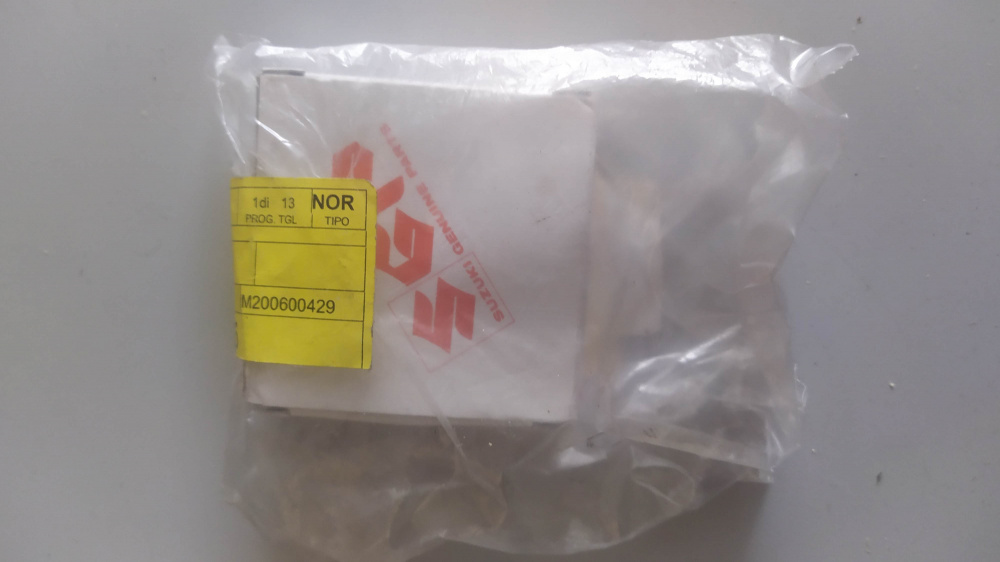 1di 13 NOR
PROG. TGL TIPO
M200600429
SGP
SUZUKI GENUINE PARTS